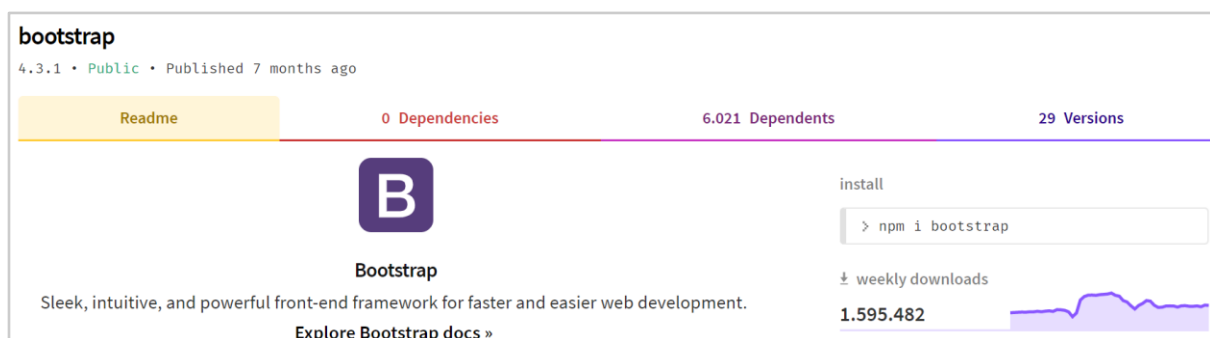 bootstrap
4.3.1 • Public • Published 7 months ago
Readme
0 Dependencies
6.021 Dependents
29 Versions
B
Bootstrap
Sleek, intuitive, and powerful front-end framework for faster and easier web development.
Explore Bootstrap docs »
install
> npm i bootstrap
weekly downloads
1.595.482